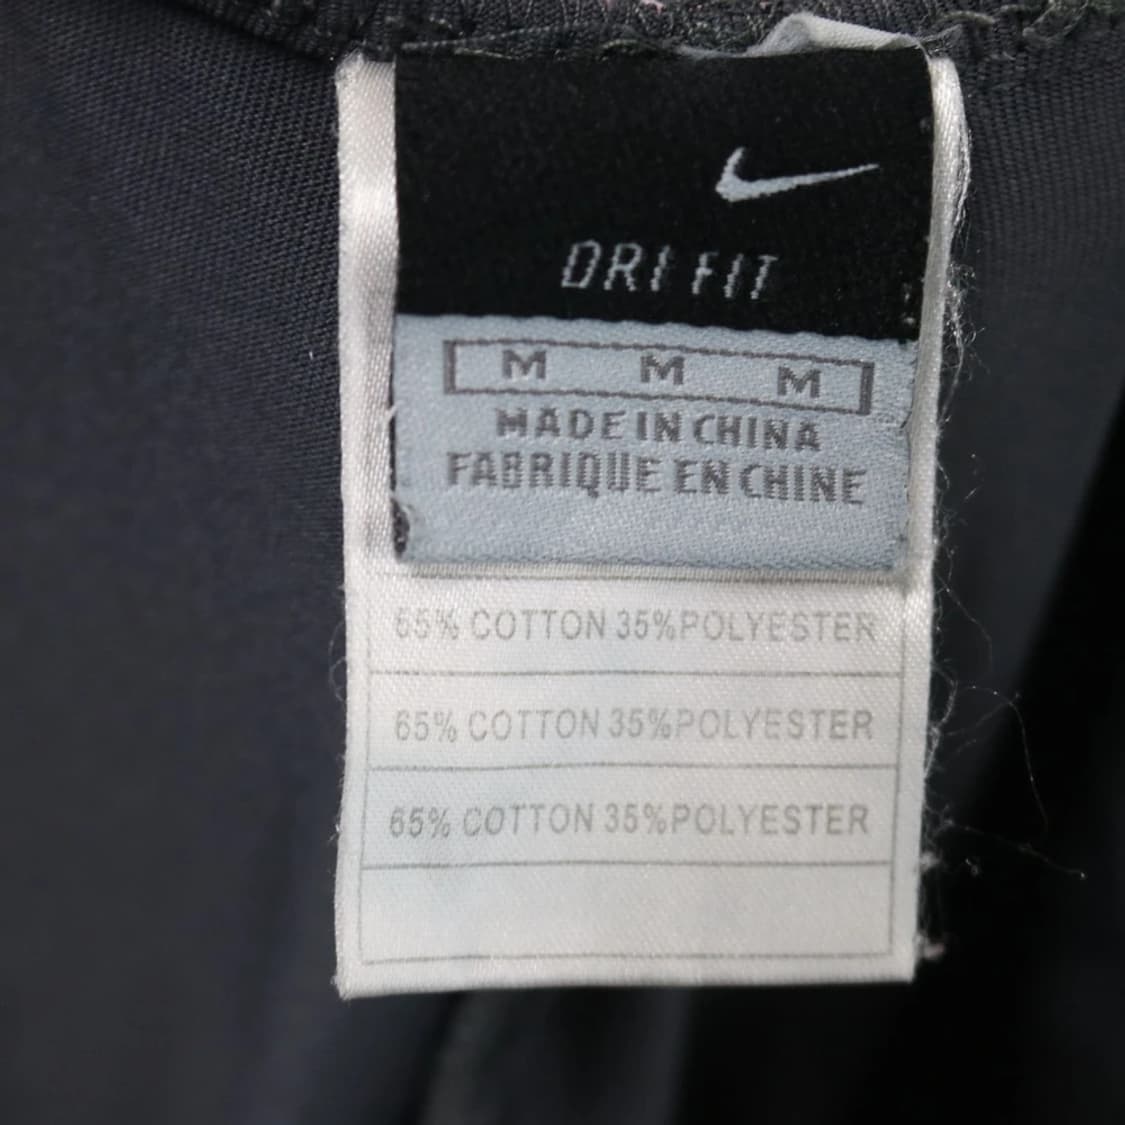 DRI FIT
M M M
MADE IN CHINA
FABRIQUE EN CHINE
65% COTTON 35%POLYESTER
65% COTTON 35%POLYESTER
65% COTTON 35%POLYESTER